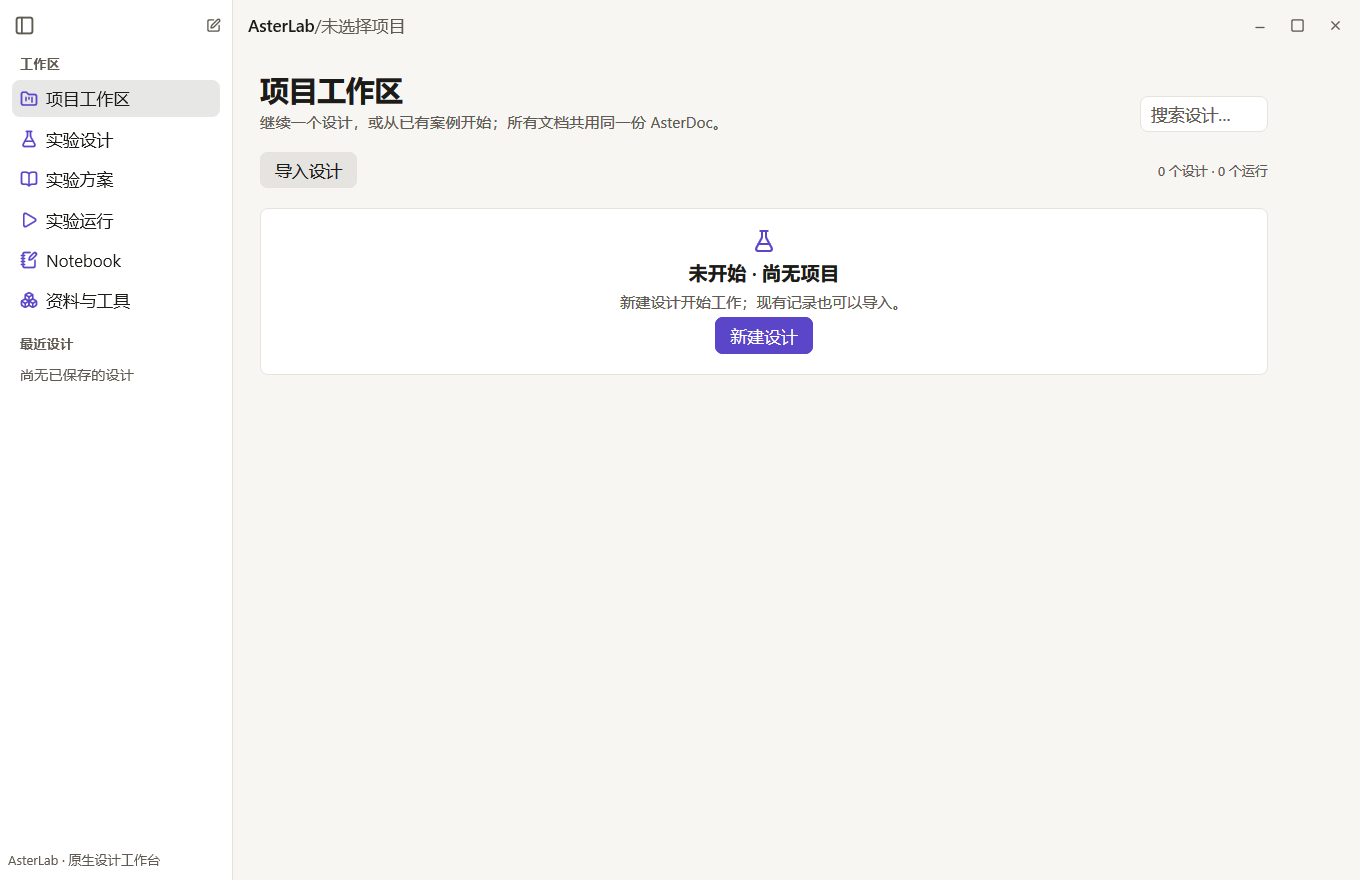 AsterLab/未选择项目
工作区
项目工作区
实验设计
实验方案
实验运行
Notebook
资料与工具
最近设计
尚无已保存的设计
AsterLab · 原生设计工作台
项目工作区
继续一个设计，或从已有案例开始；所有文档共用同一份 AsterDoc。
搜索设计...
导入设计
0 个设计 · 0 个运行
未开始 · 尚无项目
新建设计开始工作；现有记录也可以导入。
新建设计